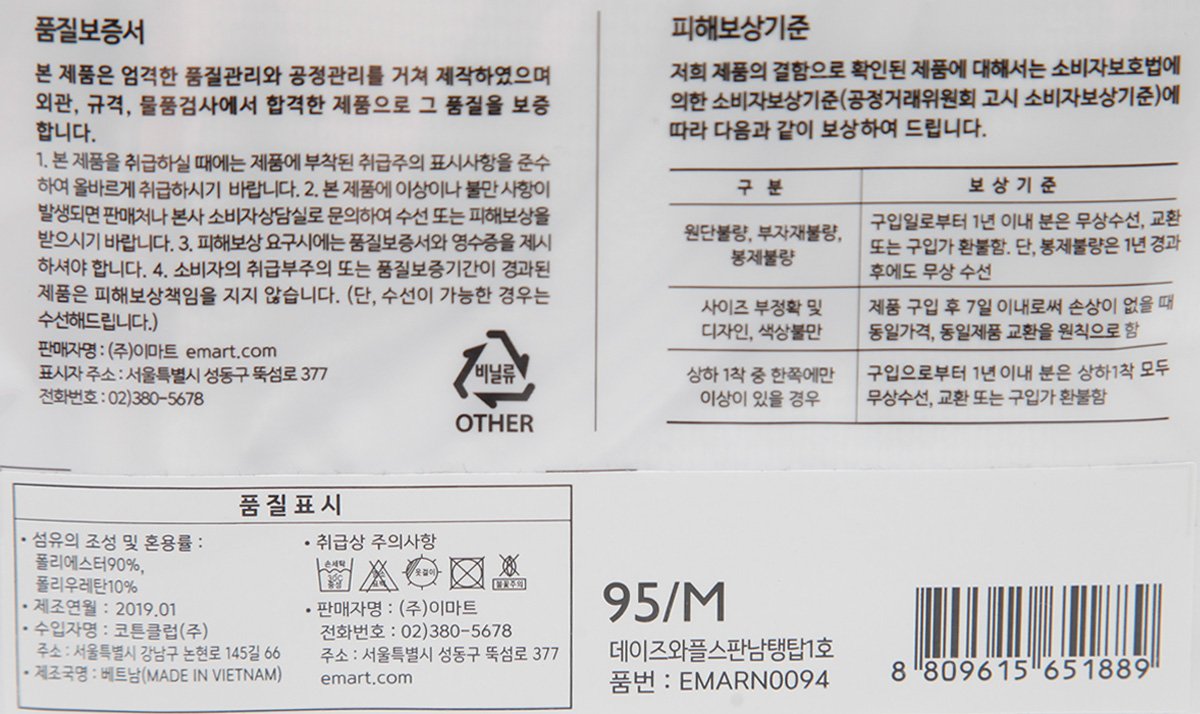 품질보증서
본 제품은 엄격한 품질관리와 공정관리를 거쳐 제작하였으며
외관, 규격, 물품검사에서 합격한 제품으로 그 품질을 보증
합니다.
1. 본 제품을 취급하실 때에는 제품에 부착된 취급주의 표시사항을 준수
하여 올바르게 취급하시기 바랍니다. 2. 본 제품에 이상이나 불만 사항이
발생되면 판매처나 본사 소비자상담실로 문의하여 수선 또는 피해보상을
받으시기 바랍니다. 3. 피해보상 요구시에는 품질보증서와 영수증을 제시
하셔야 합니다. 4. 소비자의 취급부주의 또는 품질보증기간이 경과된
제품은 피해보상책임을 지지 않습니다. (단, 수선이 가능한 경우는
수선해드립니다.)
판매자명 : (주)이마트 emart.com
표시자 주소 : 서울특별시 성동구 뚝섬로 377
전화번호 : 02)380-5678
비닐류
OTHER
피해보상기준
저희 제품의 결함으로 확인된 제품에 대해서는 소비자보호법에
의한 소비자보상기준(공정거래위원회 고시 소비자보상기준)에
따라 다음과 같이 보상하여 드립니다.
구 분 보 상 기 준
원단불량, 부자재불량,
봉제불량
구입일로부터 1년 이내 분은 무상수선, 교환
또는 구입가 환불함. 단, 봉제불량은 1년 경과
후에도 무상 수선
사이즈 부정확 및
디자인, 색상불만
제품 구입 후 7일 이내로써 손상이 없을 때
동일가격, 동일제품 교환을 원칙으로 함
상하 1착 중 한쪽에만
이상이 있을 경우
구입으로부터 1년 이내 분은 상하1착 모두
무상수선, 교환 또는 구입가 환불함
품 질 표 시
• 섬유의 조성 및 혼용률 :
폴리에스터90%,
폴리우레탄10%
• 제조연월 : 2019.01
• 수입자명 : 코튼클럽(주)
주소 : 서울특별시 강남구 논현로 145길 66
• 제조국명 : 베트남(MADE IN VIETNAM)
• 취급상 주의사항
손세탁
30℃
중성
염소
표백
옷걸이
불꽃주의
• 판매자명 : (주)이마트
전화번호 : 02)380-5678
주소 : 서울특별시 성동구 뚝섬로 377
emart.com
95/M
데이즈와플스판남탱탑1호
품번 : EMARN0094
8 809615 651889